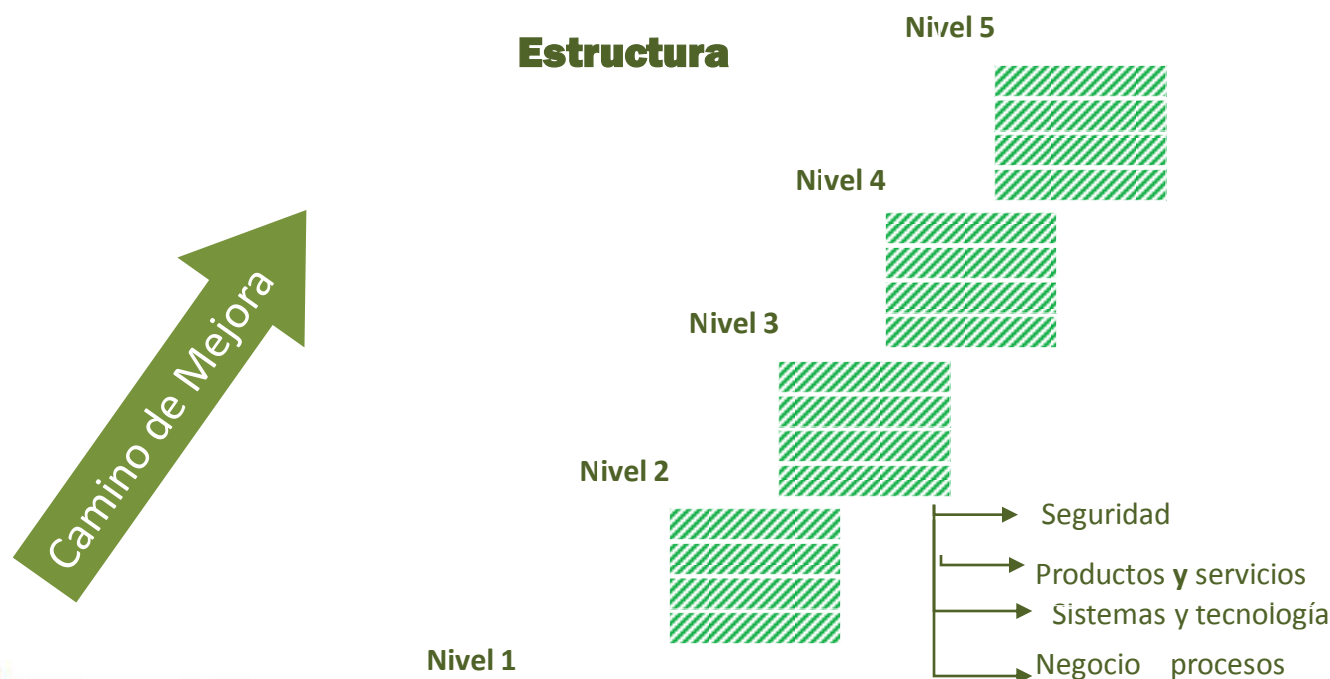 Nivel 5
Estructura
Nivel 4
Camino de Mejora
Nivel 3
Nivel 2
Seguridad
Productos y servicios
Sistemas y tecnología
Nivel 1
Negocio procesos